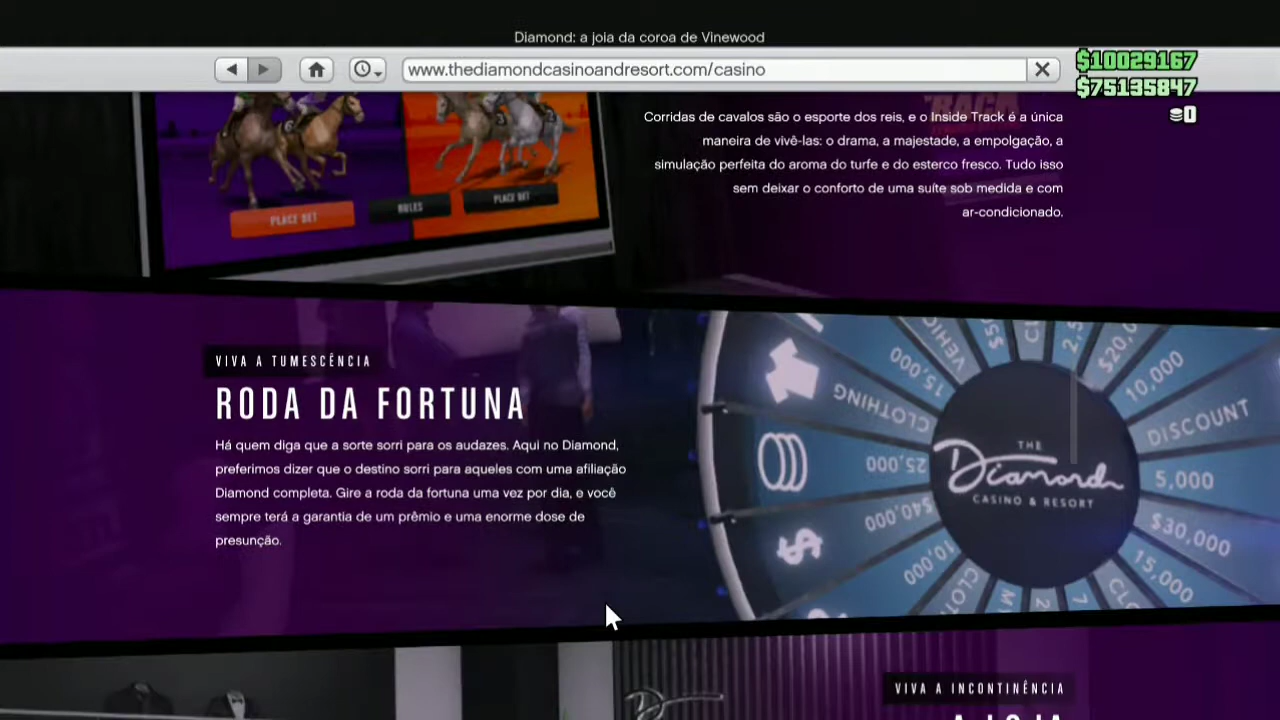 Diamond: a joia da coroa de Vinewood
www.thediamondcasinoandresort.com/casino
$10029167
$75135847
0
Corridas de cavalos são o esporte dos reis, e o Inside Track é a única
maneira de vivê-las: o drama, a majestade, a empolgação, a
simulação perfeita do aroma do turfe e do esterco fresco. Tudo isso
sem deixar o conforto de uma suíte sob medida e com
ar-condicionado.
PLACE BET
RULES
PLACE BET
VIVA A TUMESCÊNCIA
RODA DA FORTUNA
Há quem diga que a sorte sorri para os audazes. Aqui no Diamond,
preferimos dizer que o destino sorri para aqueles com uma afiliação
Diamond completa. Gire a roda da fortuna uma vez por dia, e você
sempre terá a garantia de um prêmio e uma enorme dose de
presunção.
15,000
CLOTHING
25,000
$40,000
10,000
10,000
DISCOUNT
5,000
$30,000
15,000
THE
Diamond
CASINO & RESORT
VIVA A INCONTINÊNCIA
A LOJA